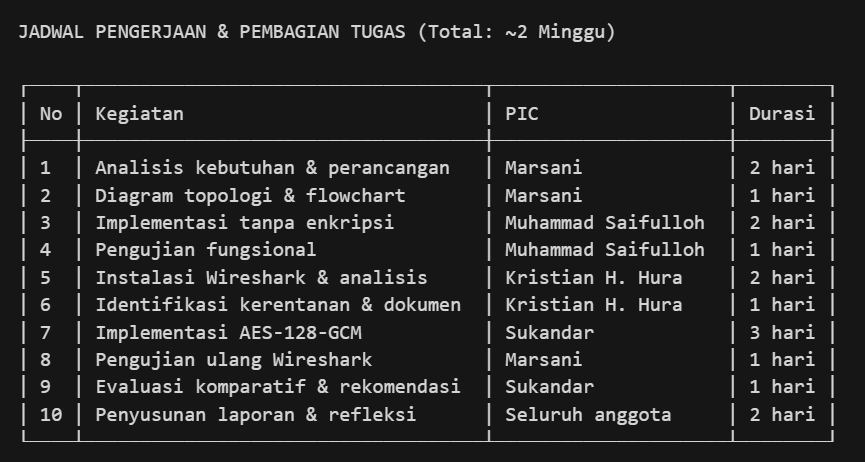 JADWAL PENGERJAAN & PEMBAGIAN TUGAS (Total: ~2 Minggu)
No Kegiatan PIC Durasi
1 Analisis kebutuhan & perancangan Marsani 2 hari
2 Diagram topologi & flowchart Marsani 1 hari
3 Implementasi tanpa enkripsi Muhammad Saifulloh 2 hari
4 Pengujian fungsional Muhammad Saifulloh 1 hari
5 Instalasi Wireshark & analisis Kristian H. Hura 2 hari
6 Identifikasi kerentanan & dokumen Kristian H. Hura 1 hari
7 Implementasi AES-128-GCM Sukandar 3 hari
8 Pengujian ulang Wireshark Marsani 1 hari
9 Evaluasi komparatif & rekomendasi Sukandar 1 hari
10 Penyusunan laporan & refleksi Seluruh anggota 2 hari